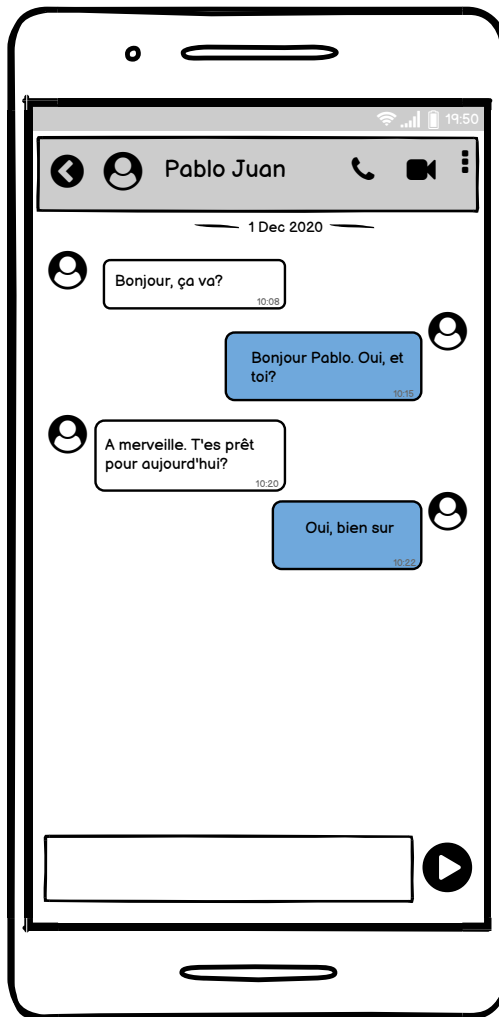 19:50
Pablo Juan
1 Dec 2020
Bonjour, ça va?
10:08
Bonjour Pablo. Oui, et
toi?
10:15
A merveille. T'es prêt
pour aujourd'hui?
10:20
Oui, bien sur
10:22